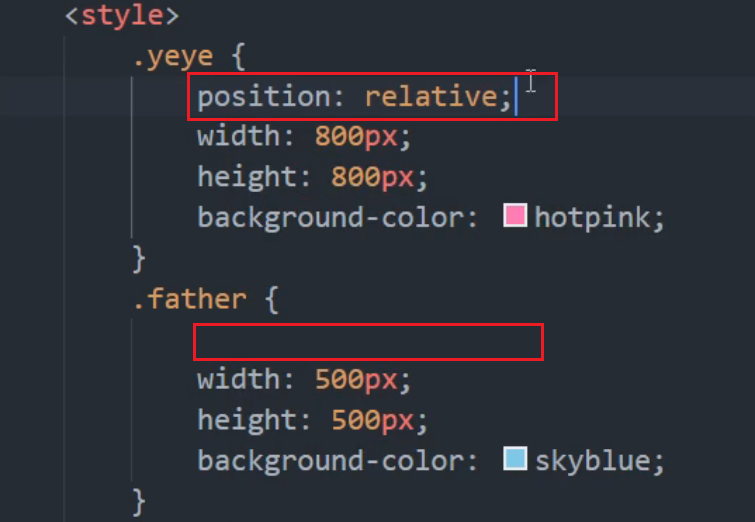 <style>
.yeye {
position: relative;
width: 800px;
height: 800px;
background-color: hotpink;
}
.father {
width: 500px;
height: 500px;
background-color: skyblue;
}